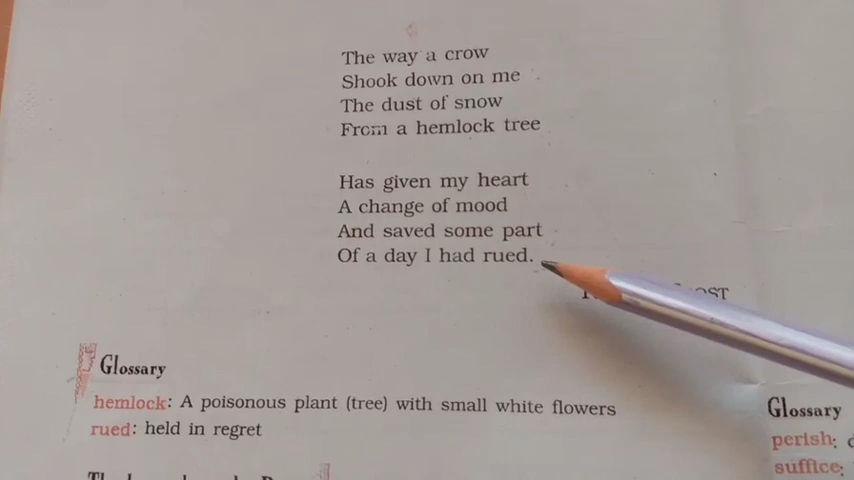 The way a crow
Shook down on me
The dust of snow
From a hemlock tree
Has given my heart
A change of mood
And saved some part
Of a day I had rued.
Glossary
hemlock: A poisonous plant (tree) with small white flowers
rued: held in regret
Glossary
perish:
suffice: